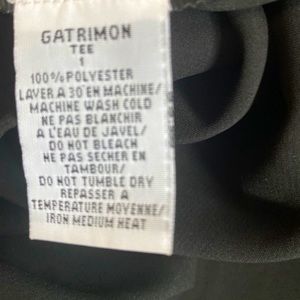 GATRIMON
TEE
1
100% POLYESTER
LAVER A 30 EN MACHINE/
MACHINE WASH COLD
NE PAS BLANCHIR
A L'EAU DE JAVEL/
DO NOT BLEACH
NE PAS SECHER EN
TAMBOUR/
DO NOT TUMBLE DRY
REPASSER A
TEMPERATURE MOYENNE/
IRON MEDIUM HEAT